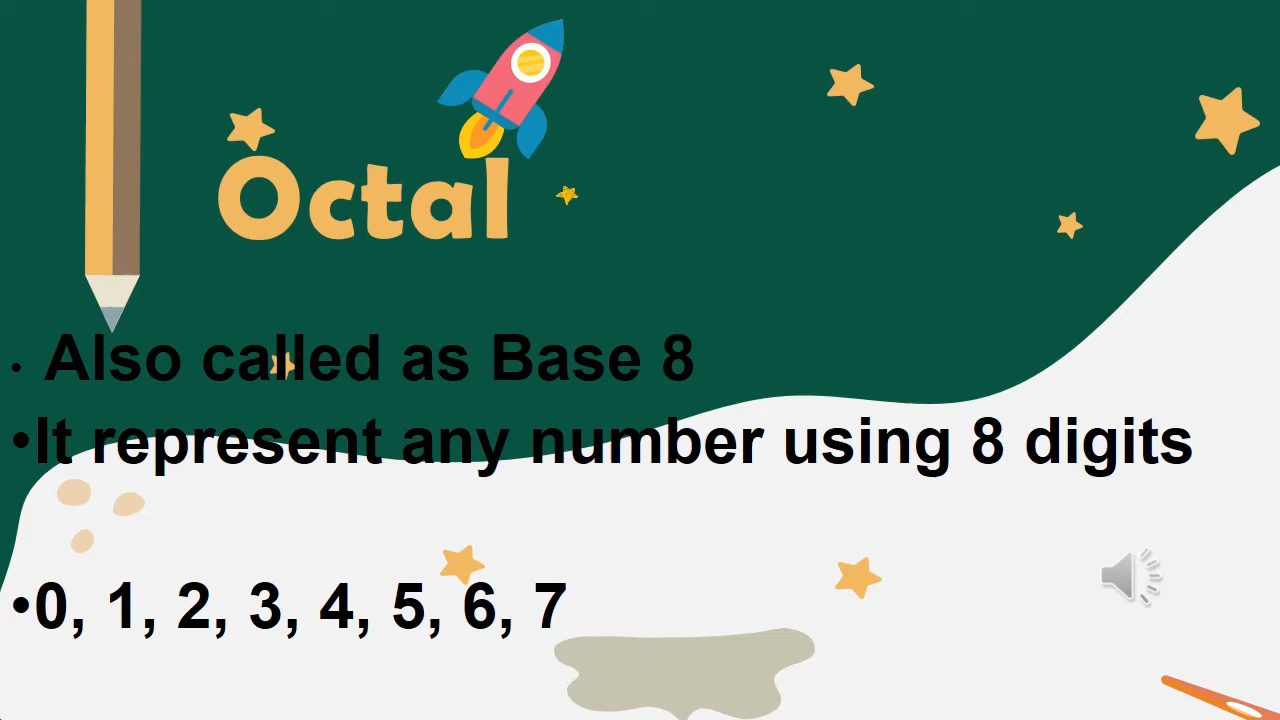 Octal
• Also called as Base 8
•It represent any number using 8 digits
•0, 1, 2, 3, 4, 5, 6, 7